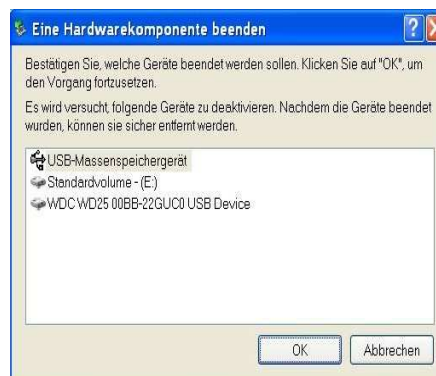 Eine Hardwarekomponente beenden
Bestätigen Sie, welche Geräte beendet werden sollen. Klicken Sie auf "OK", um
den Vorgang fortzusetzen.
Es wird versucht, folgende Geräte zu deaktivieren. Nachdem die Geräte beendet
wurden, können sie sicher entfernt werden.
USB-Massenspeichergerät
Standardvolume - (E:)
WDC WD25 00BB-22GUC0 USB Device
OK Abbrechen